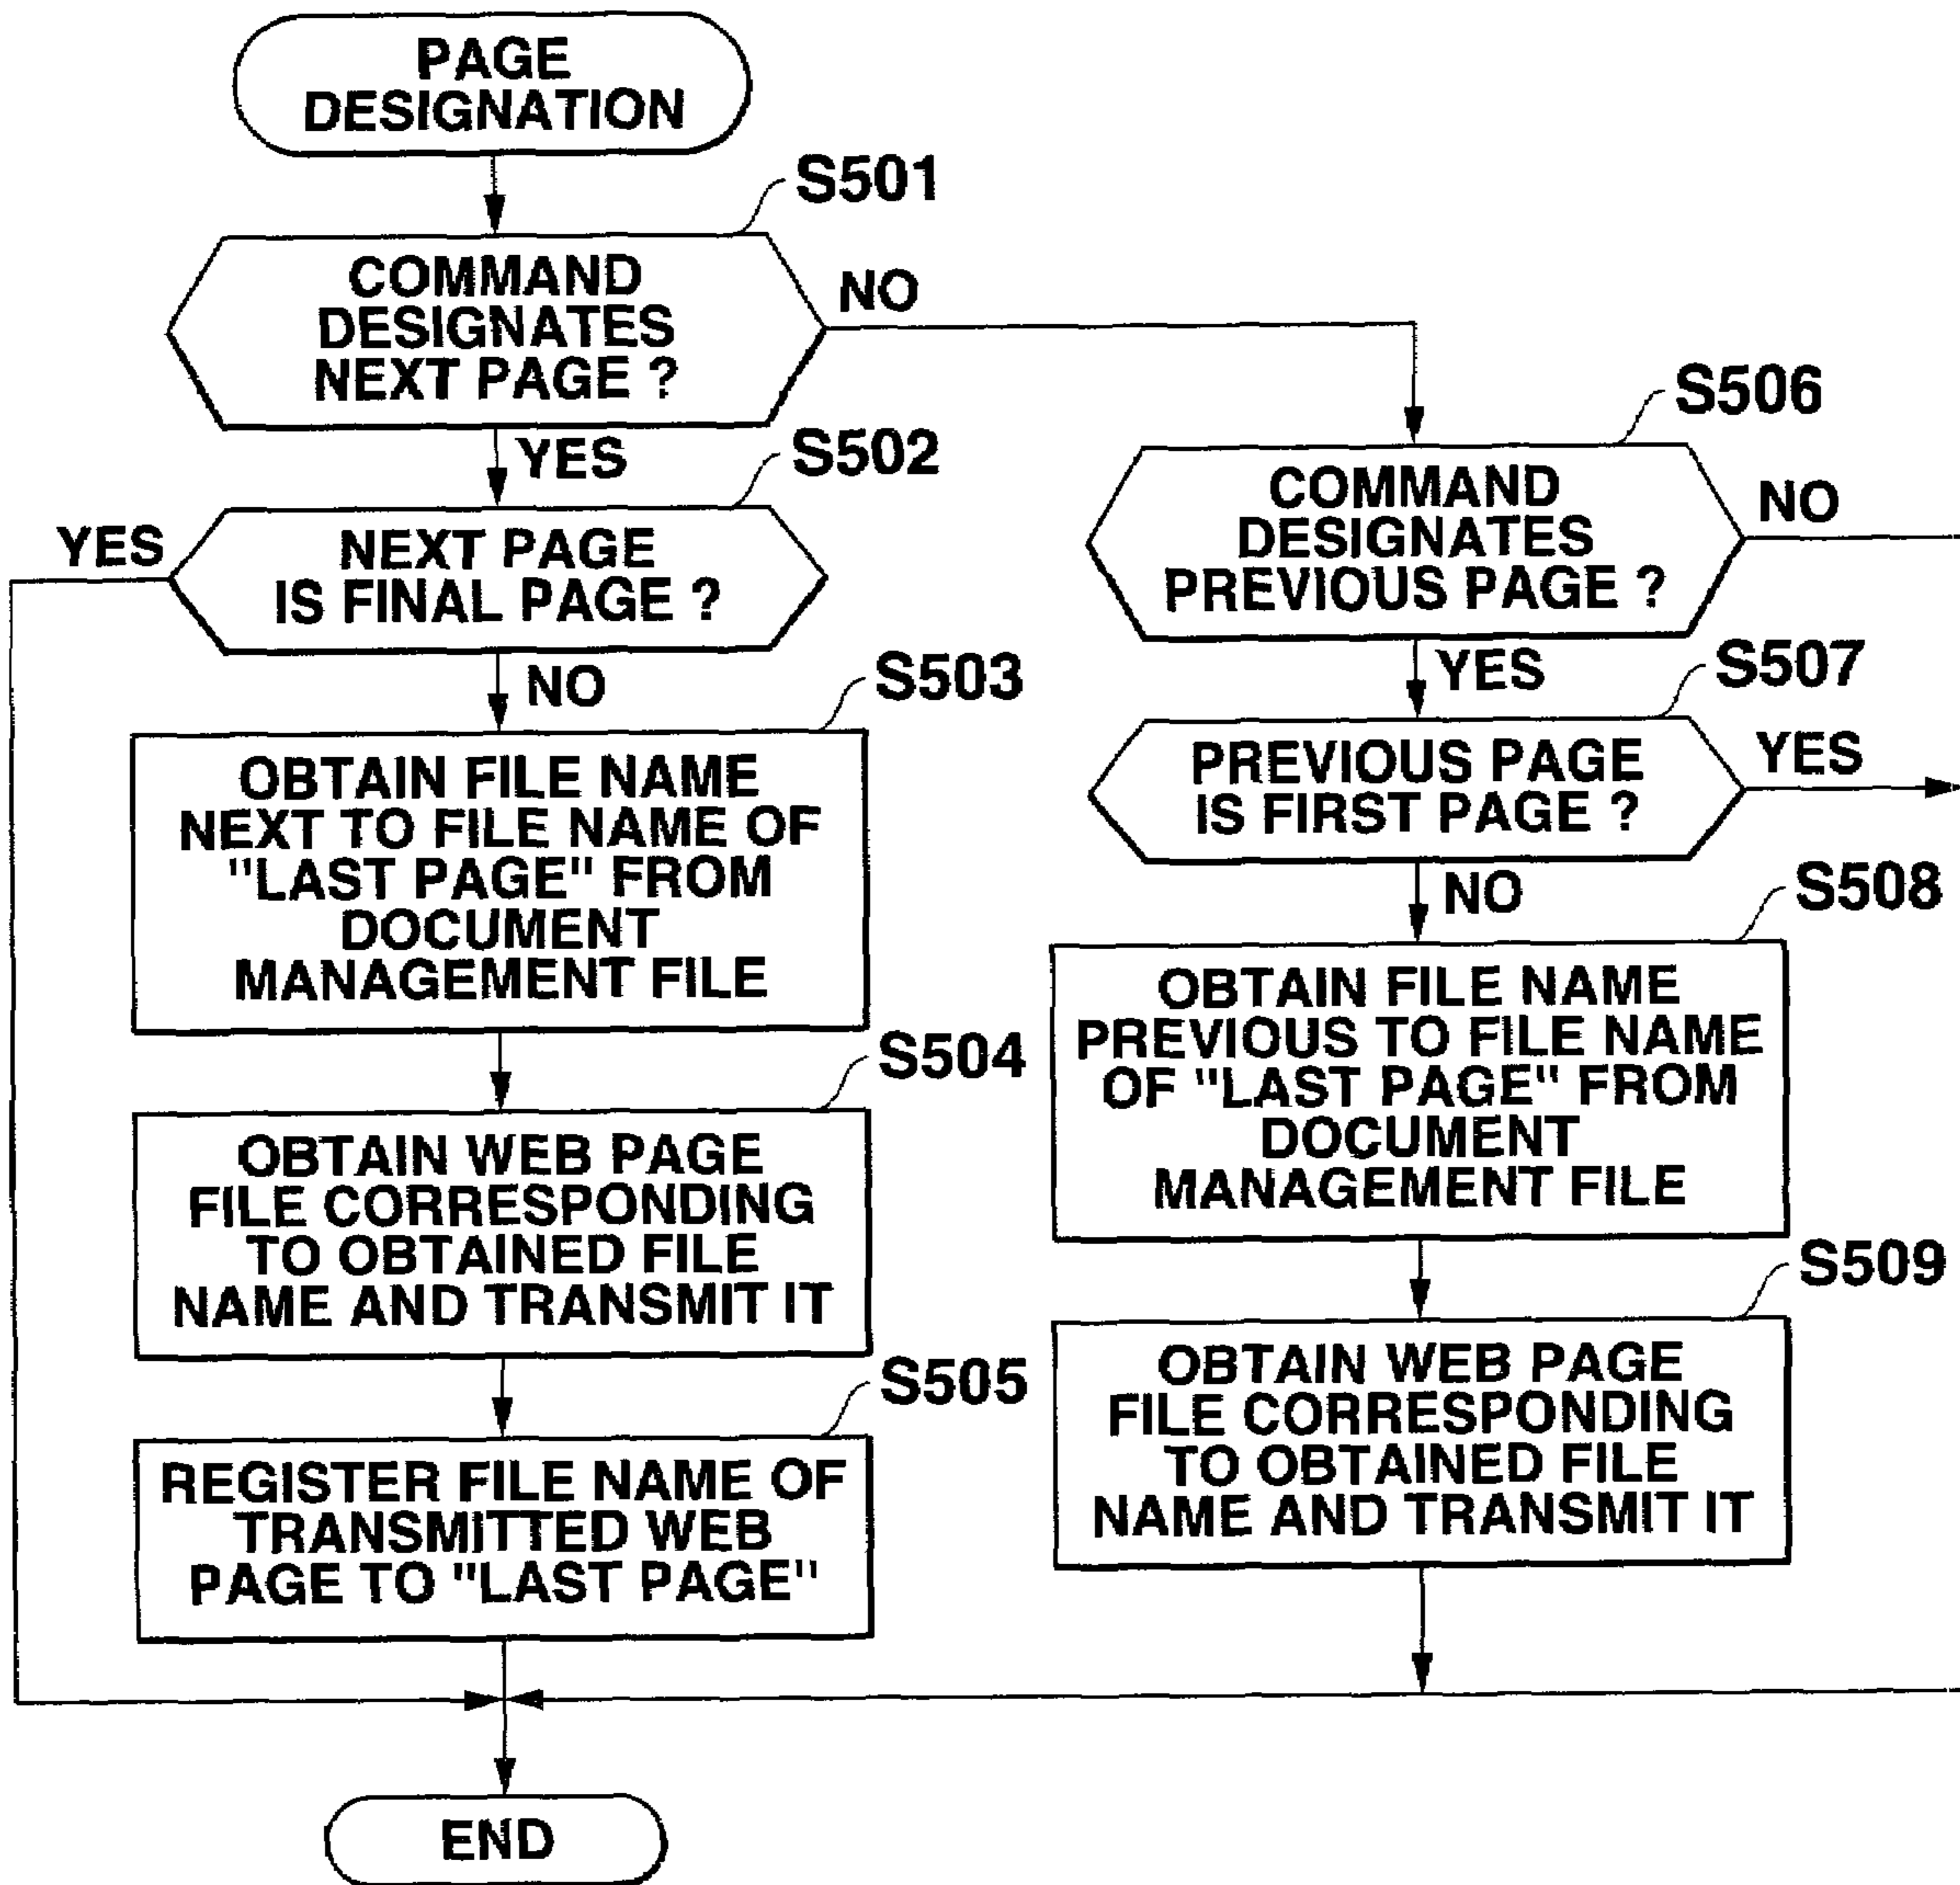 PAGE
DESIGNATION
S501
COMMAND
DESIGNATES
NEXT PAGE ?
NO
YES
S502
YES
NEXT PAGE
IS FINAL PAGE ?
NO
S503
OBTAIN FILE NAME
NEXT TO FILE NAME OF
"LAST PAGE" FROM
DOCUMENT
MANAGEMENT FILE
S504
OBTAIN WEB PAGE
FILE CORRESPONDING
TO OBTAINED FILE
NAME AND TRANSMIT IT
S505
REGISTER FILE NAME OF
TRANSMITTED WEB
PAGE TO "LAST PAGE"
S506
COMMAND
DESIGNATES
PREVIOUS PAGE ?
NO
YES
S507
PREVIOUS PAGE
IS FIRST PAGE ?
YES
NO
S508
OBTAIN FILE NAME
PREVIOUS TO FILE NAME
OF "LAST PAGE" FROM
DOCUMENT
MANAGEMENT FILE
S509
OBTAIN WEB PAGE
FILE CORRESPONDING
TO OBTAINED FILE
NAME AND TRANSMIT IT
END